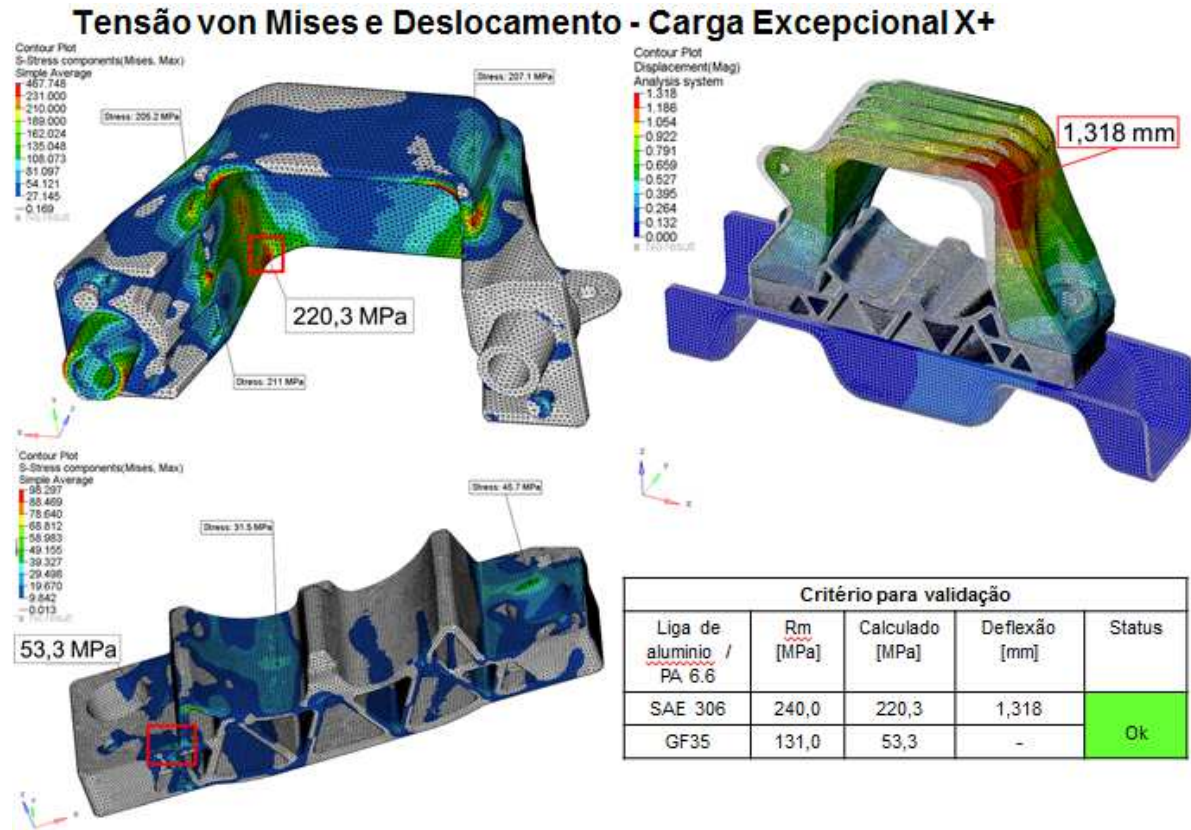 Tensão von Mises e Deslocamento - Carga Excepcional X+
Contour Plot
S-Stress components(Mises, Max)
Simple Average
467.748
231.000
210.000
189.000
162.024
135.048
108.073
81.097
54.121
27.145
0.169
No result
Stress: 205.2 MPa
Stress: 207.1 MPa
220,3 MPa
Stress: 211 MPa
Contour Plot
Displacement(Mag)
Analysis system
1.318
1.186
1.054
0.922
0.791
0.659
0.527
0.395
0.264
0.132
0.000
No result
1,318 mm
Contour Plot
S-Stress components(Mises, Max)
Simple Average
98.297
88.469
78.640
68.812
58.983
49.155
39.327
29.498
19.670
9.842
0.013
No result
Stress: 31.5 MPa
Stress: 45.7 MPa
53,3 MPa
Critério para validação
Liga de aluminio / PA 6.6 Rm [MPa] Calculado [MPa] Deflexão [mm] Status
SAE 306 240,0 220,3 1,318 Ok
GF35 131,0 53,3 -